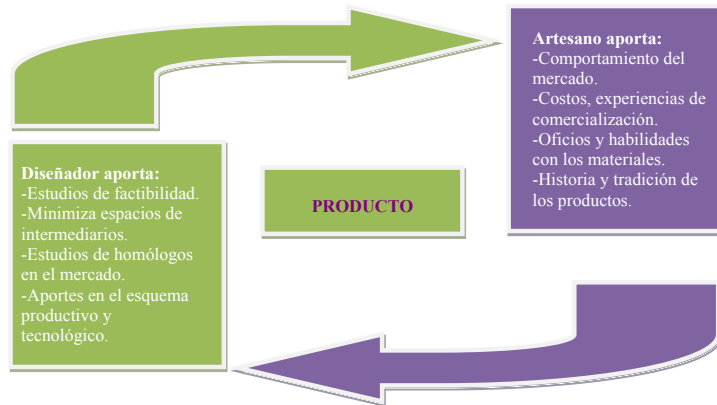 Artesano aporta:
-Comportamiento del
mercado.
-Costos, experiencias de
comercialización.
-Oficios y habilidades
con los materiales.
-Historia y tradición de
los productos.
Diseñador aporta:
-Estudios de factibilidad.
-Minimiza espacios de
intermediarios.
-Estudios de homólogos
en el mercado.
-Aportes en el esquema
productivo y
tecnológico.
PRODUCTO